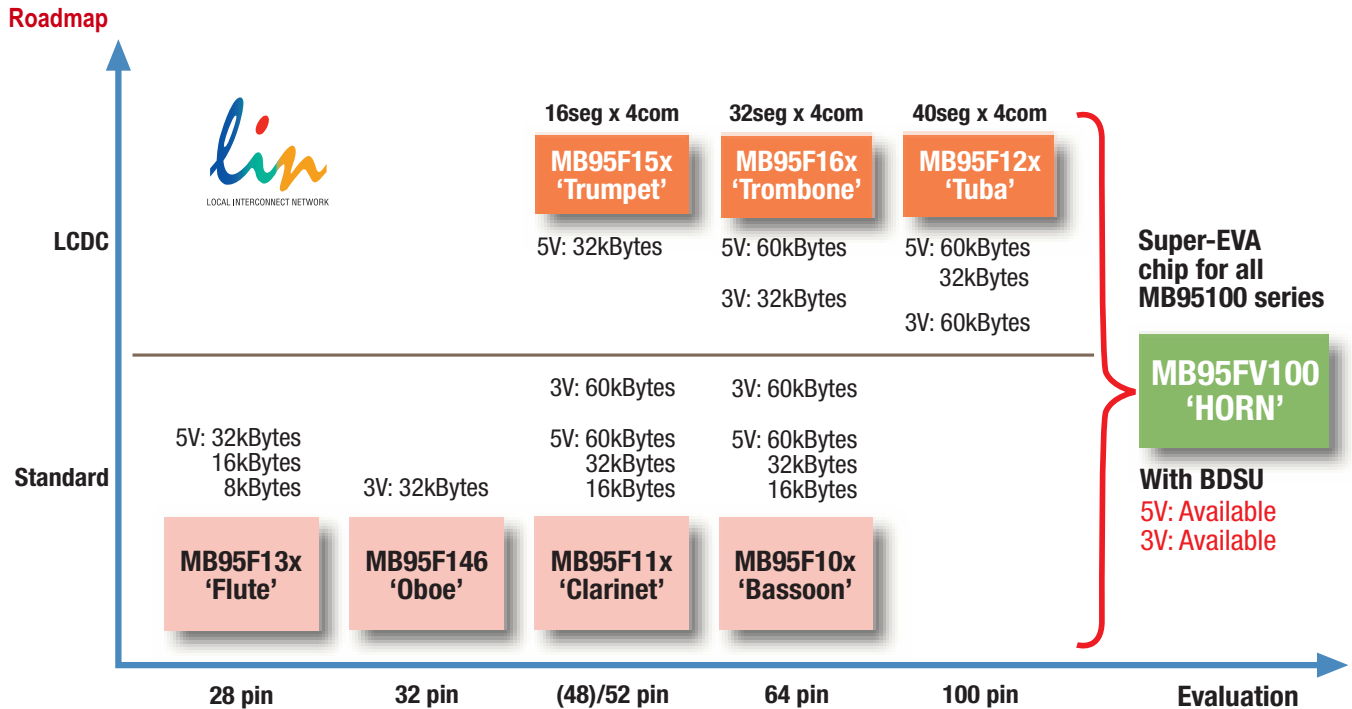 Roadmap
lin
LOCAL INTERCONNECT NETWORK
16seg x 4com
32seg x 4com
40seg x 4com
MB95F15x
‘Trumpet’
MB95F16x
‘Trombone’
MB95F12x
‘Tuba’
LCDC
5V: 32kBytes
5V: 60kBytes
3V: 32kBytes
5V: 60kBytes
32kBytes
3V: 60kBytes
Super-EVA
chip for all
MB95100 series
MB95FV100
‘HORN’
With BDSU
5V: Available
3V: Available
Standard
5V: 32kBytes
16kBytes
8kBytes
3V: 32kBytes
3V: 60kBytes
5V: 60kBytes
32kBytes
16kBytes
3V: 60kBytes
5V: 60kBytes
32kBytes
16kBytes
MB95F13x
‘Flute’
MB95F146
‘Oboe’
MB95F11x
‘Clarinet’
MB95F10x
‘Bassoon’
28 pin
32 pin
(48)/52 pin
64 pin
100 pin
Evaluation